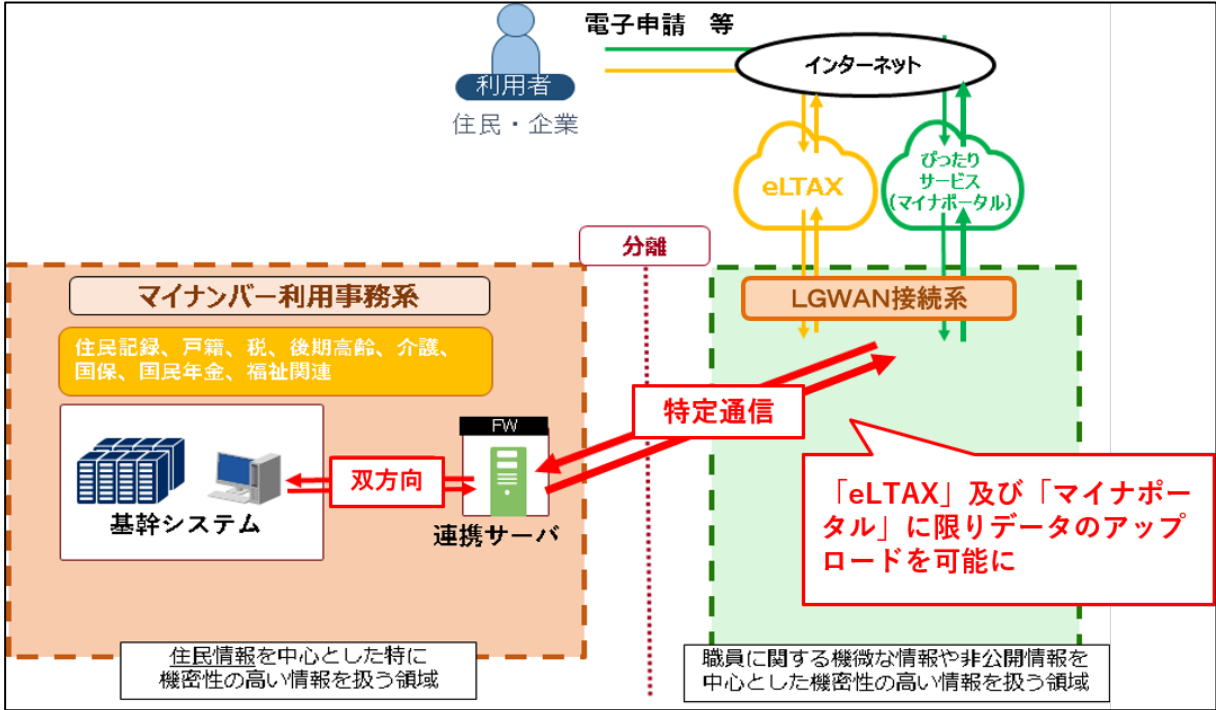 電子申請 等
インターネット
利用者
住民・企業
eLTAX
ぴったり
サービス
(マイナポータル)
分離
マイナンバー利用事務系
LGWAN接続系
住民記録、戸籍、税、後期高齢、介護、
国保、国民年金、福祉関連
特定通信
FW
双方向
基幹システム
連携サーバ
「eLTAX」及び「マイナポー
タル」に限りデータのアップ
ロードを可能に
住民情報を中心とした特に
機密性の高い情報を扱う領域
職員に関する機微な情報や非公開情報を
中心とした機密性の高い情報を扱う領域